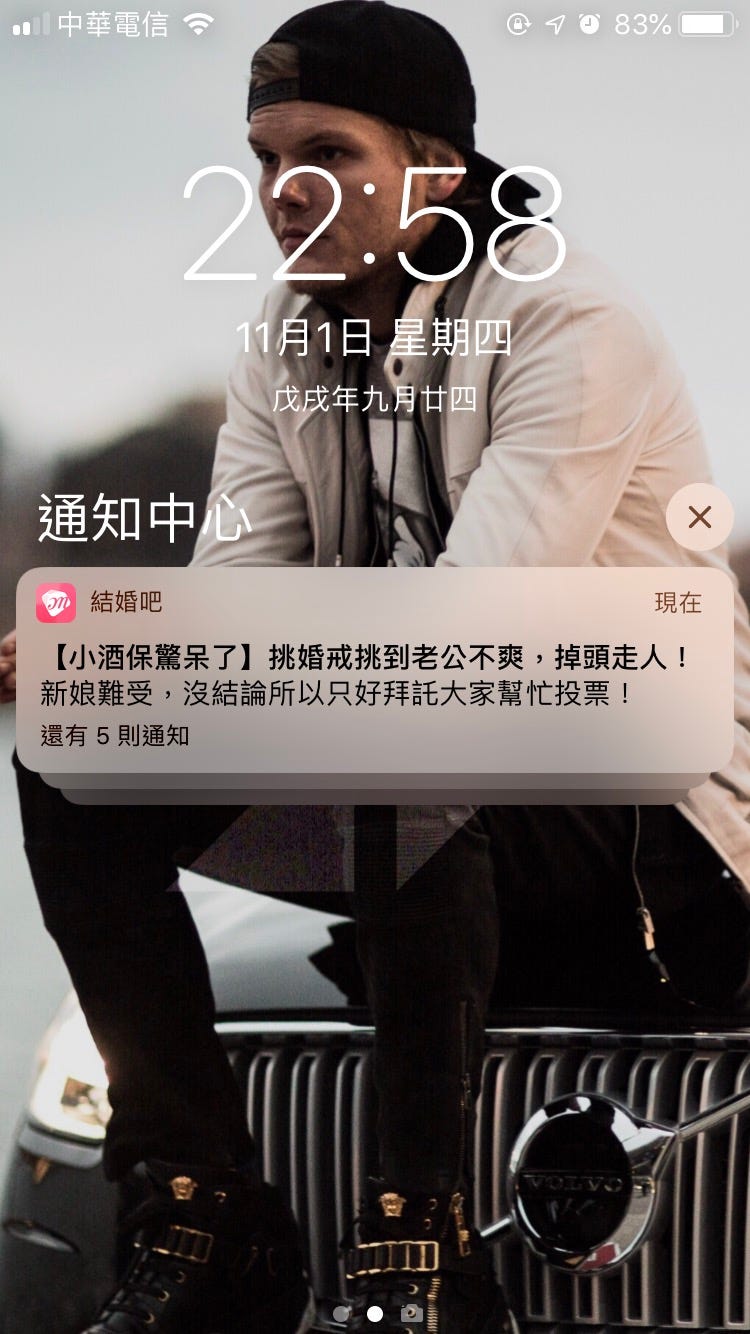 中華電信 83%
22:58
11月1日 星期四
戊戌年九月廿四
通知中心
結婚吧 現在
【小酒保驚呆了】挑婚戒挑到老公不爽，掉頭走人！
新娘難受，沒結論所以只好拜託大家幫忙投票！
還有 5 則通知
VOLVO